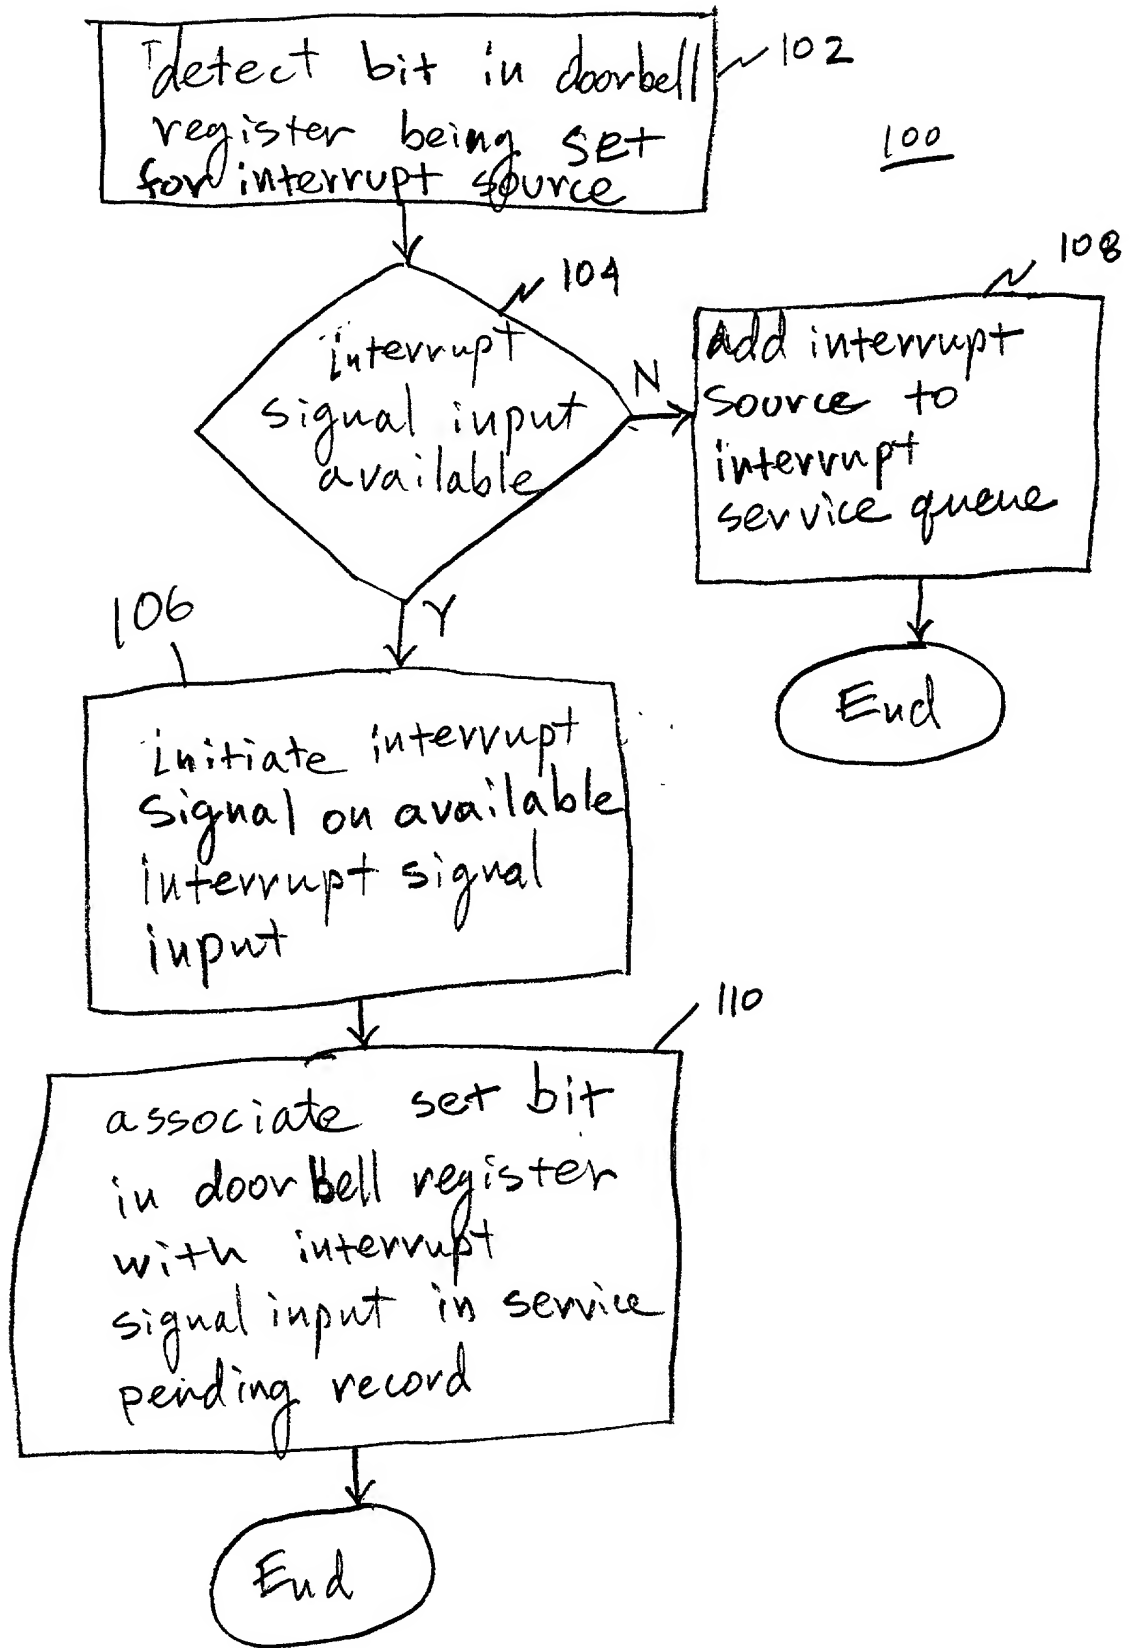 detect bit in doorbell
register being set
for interrupt source
102
100
interrupt
signal input
available
104
N
Y
108
Add interrupt
source to
interrupt
service queue
End
106
initiate interrupt
signal on available
interrupt signal
input
110
associate set bit
in doorbell register
with interrupt
signal input in service
pending record
End